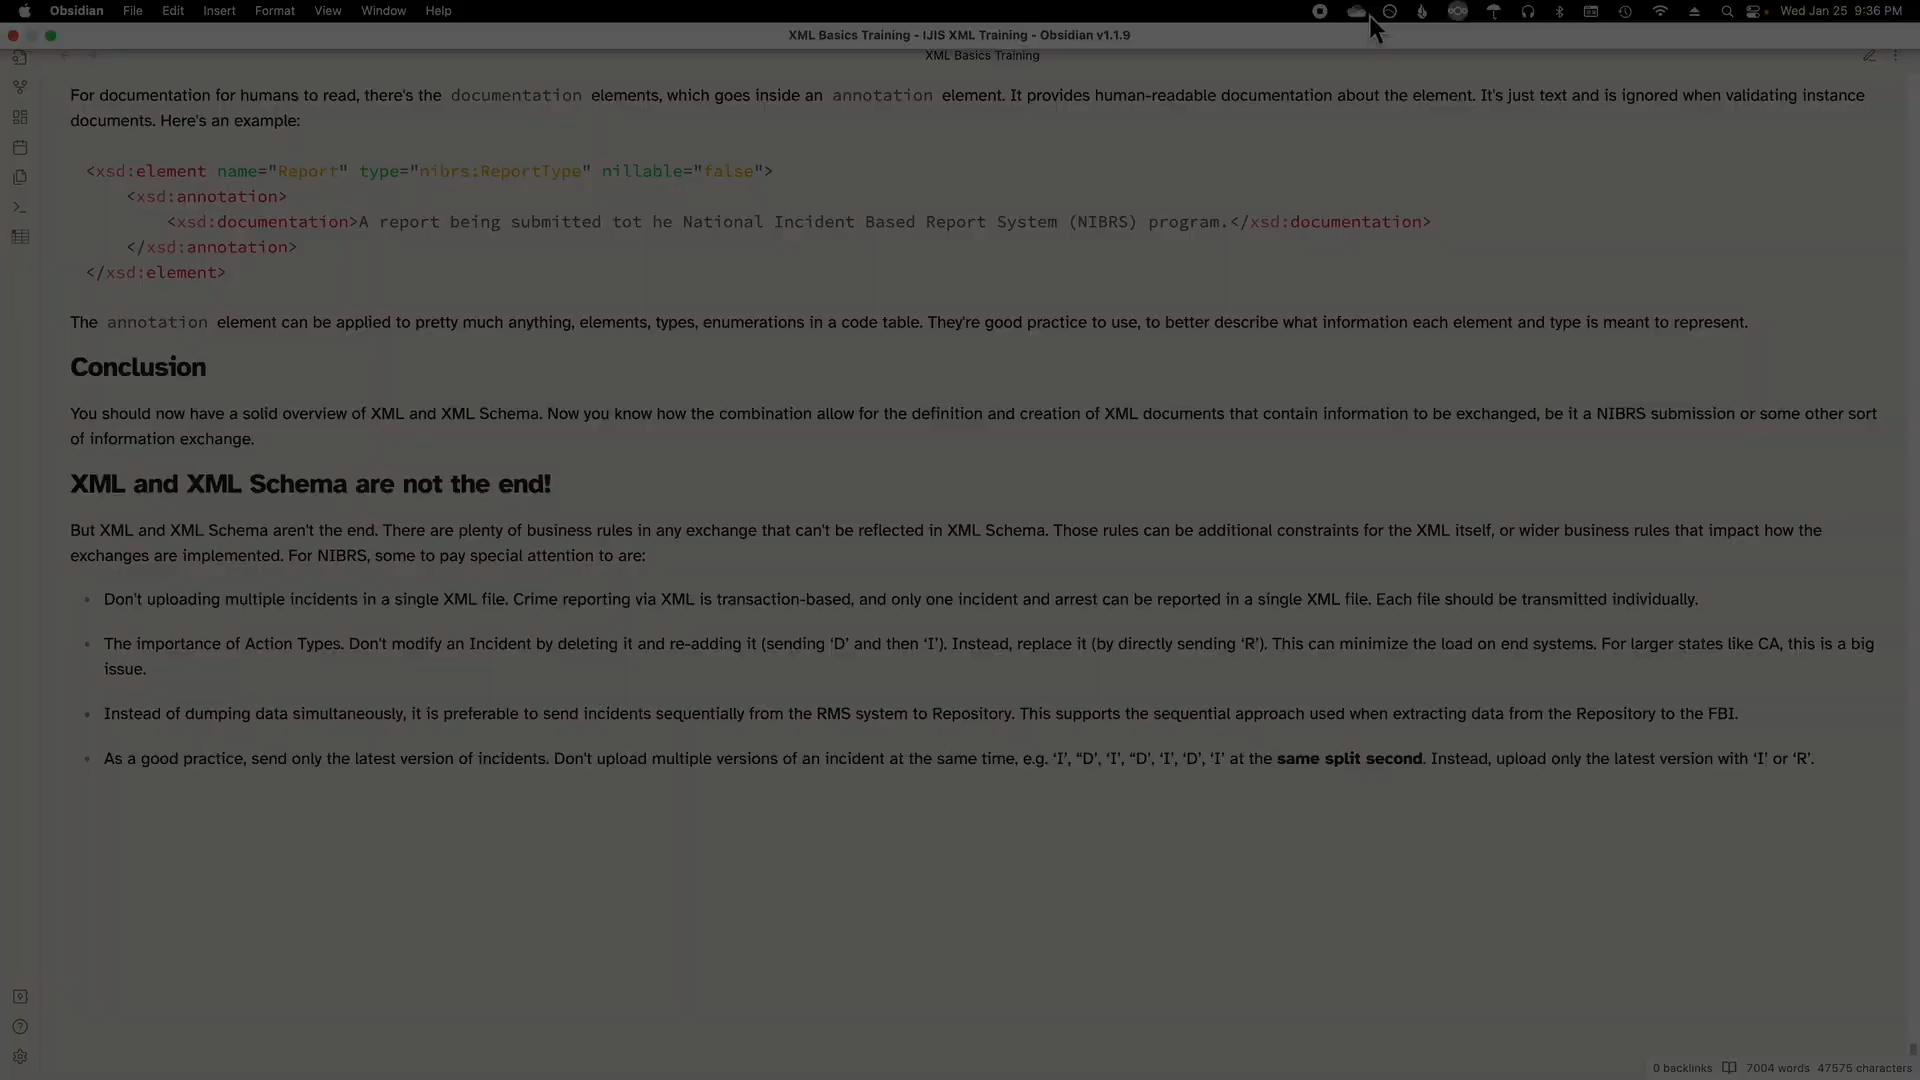 Obsidian File Edit Insert Format View Window Help Wed Jan 25 9:36 PM
XML Basics Training - IJIS XML Training - Obsidian v1.1.9
XML Basics Training
For documentation for humans to read, there's the documentation elements, which goes inside an annotation element. It provides human-readable documentation about the element. It's just text and is ignored when validating instance
documents. Here's an example:
<xsd:element name="Report" type="nibrs:ReportType" nillable="false">
<xsd:annotation>
<xsd:documentation>A report being submitted tot he National Incident Based Report System (NIBRS) program.</xsd:documentation>
</xsd:annotation>
</xsd:element>
The annotation element can be applied to pretty much anything, elements, types, enumerations in a code table. They're good practice to use, to better describe what information each element and type is meant to represent.
Conclusion
You should now have a solid overview of XML and XML Schema. Now you know how the combination allow for the definition and creation of XML documents that contain information to be exchanged, be it a NIBRS submission or some other sort
of information exchange.
XML and XML Schema are not the end!
But XML and XML Schema aren't the end. There are plenty of business rules in any exchange that can't be reflected in XML Schema. Those rules can be additional constraints for the XML itself, or wider business rules that impact how the
exchanges are implemented. For NIBRS, some to pay special attention to are:
Don't uploading multiple incidents in a single XML file. Crime reporting via XML is transaction-based, and only one incident and arrest can be reported in a single XML file. Each file should be transmitted individually.
The importance of Action Types. Don't modify an Incident by deleting it and re-adding it (sending ‘D’ and then ‘I’). Instead, replace it (by directly sending ‘R’). This can minimize the load on end systems. For larger states like CA, this is a big
issue.
Instead of dumping data simultaneously, it is preferable to send incidents sequentially from the RMS system to Repository. This supports the sequential approach used when extracting data from the Repository to the FBI.
As a good practice, send only the latest version of incidents. Don't upload multiple versions of an incident at the same time, e.g. ‘I’, “D’, ‘I’, “D’, ‘I’, ‘D’, ‘I’ at the same split second. Instead, upload only the latest version with ‘I’ or ‘R’.
0 backlinks 7004 words 47575 characters